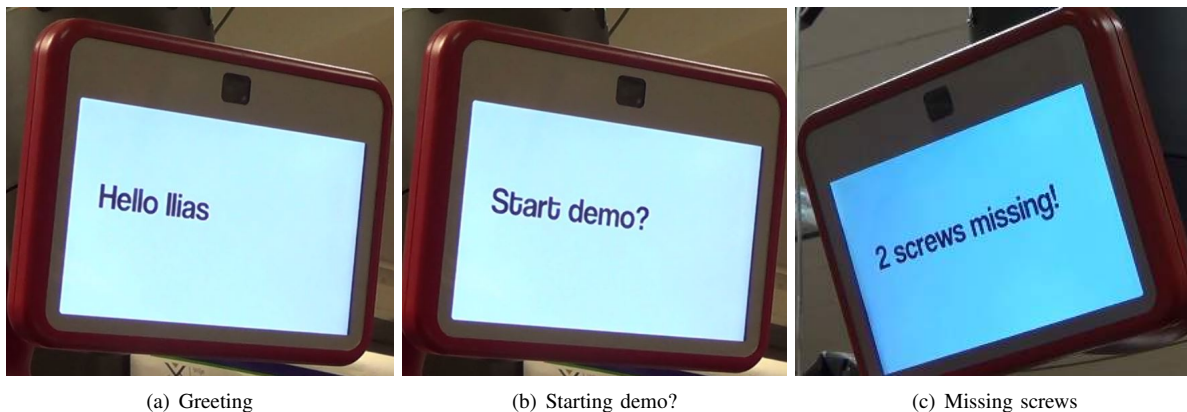 Hello Ilias
Start demo?
2 screws missing!
(a) Greeting
(b) Starting demo?
(c) Missing screws